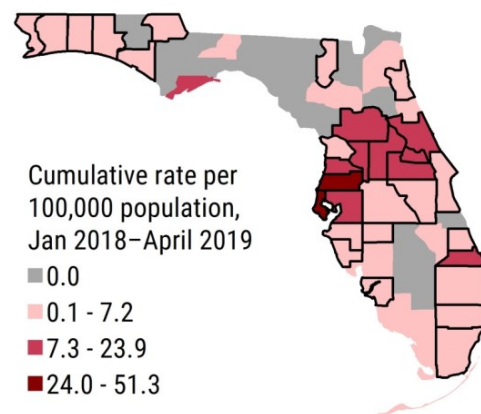 Cumulative rate per
100,000 population,
Jan 2018–April 2019
0.0
0.1 - 7.2
7.3 - 23.9
24.0 - 51.3